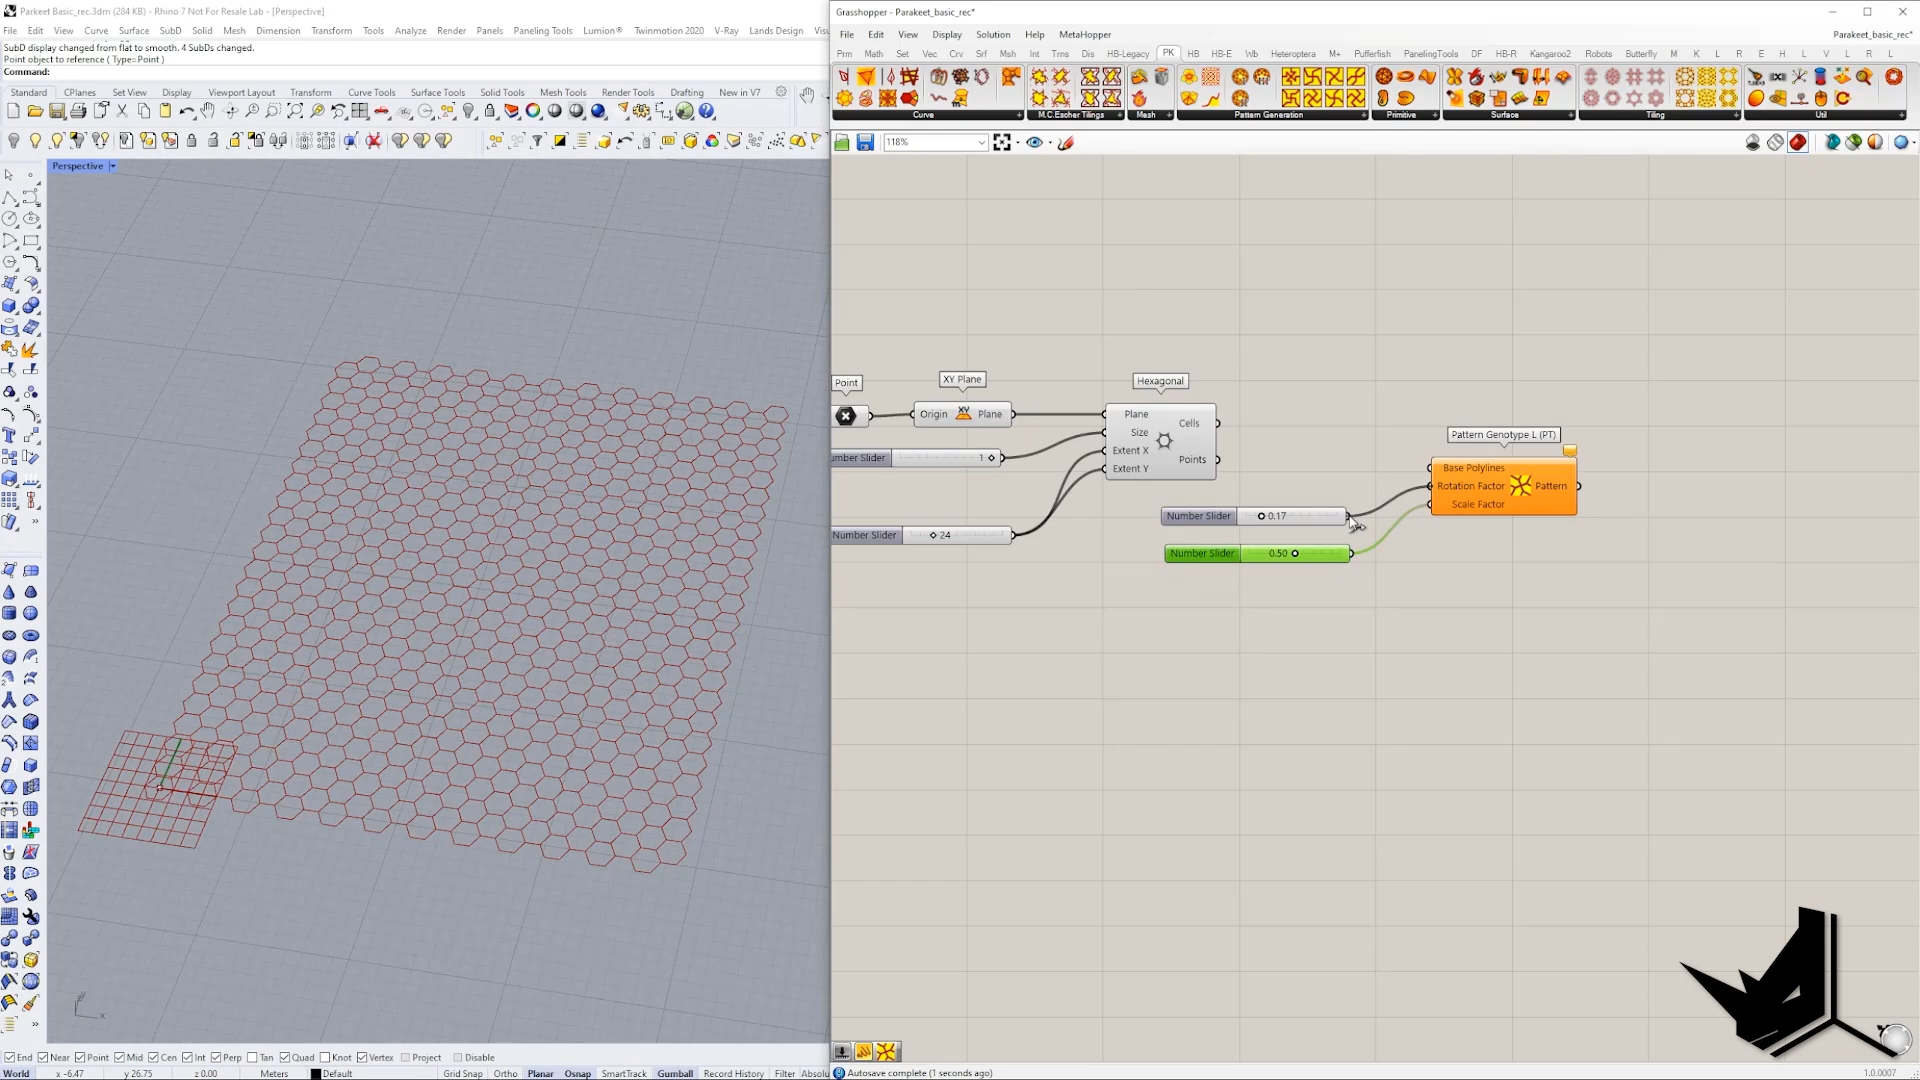 Parkeet Basic_rec.3dm (284 KB) - Rhino 7 Not For Resale Lab - [Perspective]
File Edit View Curve Surface SubD Solid Mesh Dimension Transform Tools Analyze Render Panels Paneling Tools Lumion® Twinmotion 2020 V-Ray Lands Design
SubD display changed from flat to smooth. 4 SubDs changed.
Point object to reference ( Type=Point )
Command:
Standard CPlanes Set View Display Viewport Layout Transform Curve Tools Surface Tools Solid Tools Mesh Tools Render Tools Drafting New in V7
Perspective
Grasshopper - Parakeet_basic_rec*
File Edit View Display Solution Help MetaHopper
Parakeet_basic_rec*
Prm Math Set Vec Crv Srf Msh Int Trns Dis HB-Legacy PK HB HB-E Wb Heteroptera M+ Pufferfish PanelingTools DF HB-R Kangaroo2 Robots Butterfly M K L R E H L V L R L
Curve M.C.Escher Tilings Mesh Pattern Generation Primitive Surface Tiling Util
118%
Point
XY Plane
Hexagonal
Origin Plane
Plane
Size
Extent X
Extent Y
Cells
Points
Number Slider 1
Number Slider 24
Number Slider 0.17
Number Slider 0.50
Pattern Genotype L (PT)
Base Polylines
Rotation Factor
Scale Factor
Pattern
End Near Point Mid Cen Int Perp Tan Quad Knot Vertex Project Disable
World x -6.47 y 26.75 z 0.00 Meters Default Grid Snap Ortho Planar Osnap SmartTrack Gumball Record History Filter
Autosave complete (1 seconds ago)
1.0.0007